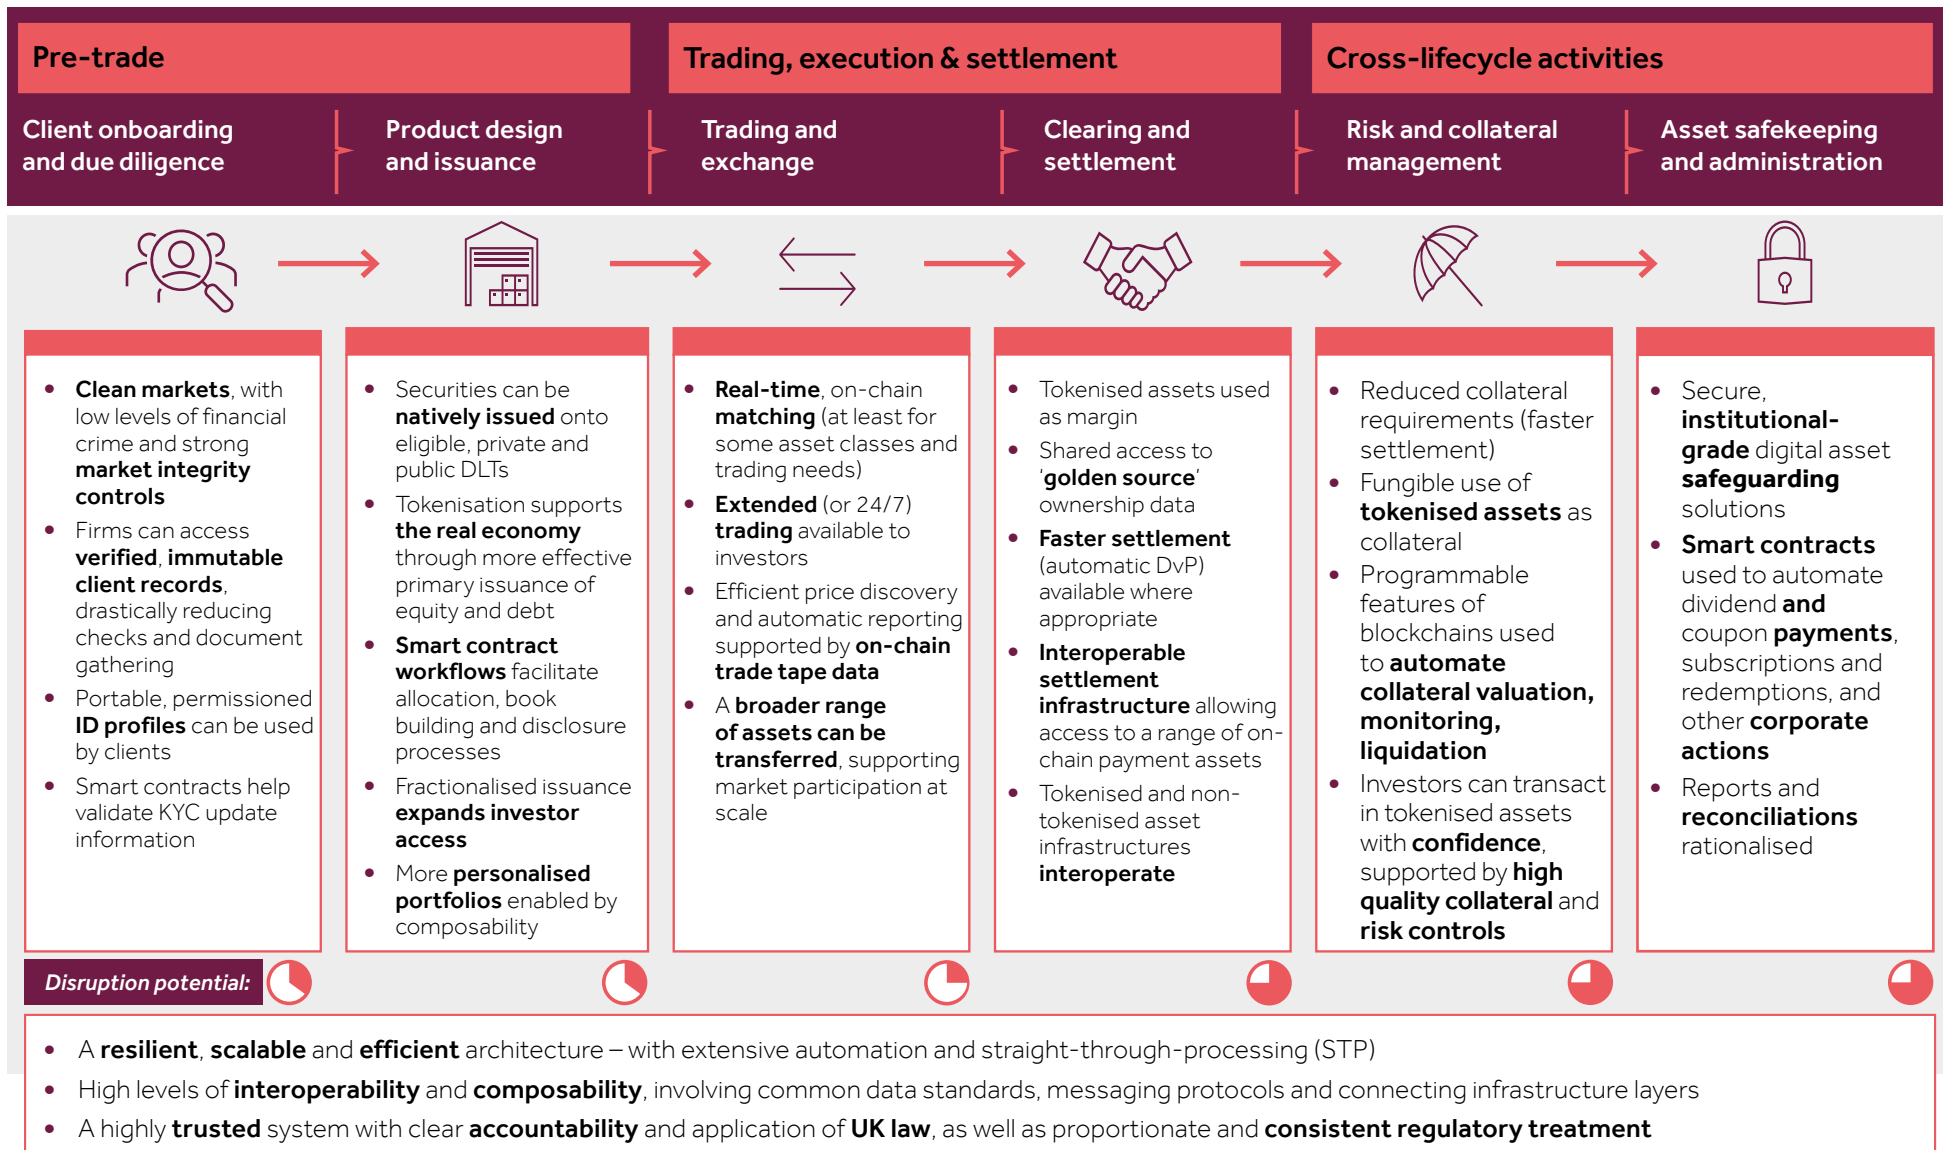 Pre-trade
Trading, execution & settlement
Cross-lifecycle activities
Client onboarding
and due diligence
Product design
and issuance
Trading and
exchange
Clearing and
settlement
Risk and collateral
management
Asset safekeeping
and administration
• Clean markets, with
low levels of financial
crime and strong
market integrity
controls
• Firms can access
verified, immutable
client records,
drastically reducing
checks and document
gathering
• Portable, permissioned
ID profiles can be used
by clients
• Smart contracts help
validate KYC update
information
• Securities can be
natively issued onto
eligible, private and
public DLTs
• Tokenisation supports
the real economy
through more effective
primary issuance of
equity and debt
• Smart contract
workflows facilitate
allocation, book
building and disclosure
processes
• Fractionalised issuance
expands investor
access
• More personalised
portfolios enabled by
composability
• Real-time, on-chain
matching (at least for
some asset classes and
trading needs)
• Extended (or 24/7)
trading available to
investors
• Efficient price discovery
and automatic reporting
supported by on-chain
trade tape data
• A broader range
of assets can be
transferred, supporting
market participation at
scale
• Tokenised assets used
as margin
• Shared access to
‘golden source’
ownership data
• Faster settlement
(automatic DvP)
available where
appropriate
• Interoperable
settlement
infrastructure allowing
access to a range of on-
chain payment assets
• Tokenised and non-
tokenised asset
infrastructures
interoperate
• Reduced collateral
requirements (faster
settlement)
• Fungible use of
tokenised assets as
collateral
• Programmable
features of
blockchains used
to automate
collateral valuation,
monitoring,
liquidation
• Investors can transact
in tokenised assets
with confidence,
supported by high
quality collateral and
risk controls
• Secure,
institutional-
grade digital asset
safeguarding
solutions
• Smart contracts
used to automate
dividend and
coupon payments,
subscriptions and
redemptions, and
other corporate
actions
• Reports and
reconciliations
rationalised
Disruption potential:
• A resilient, scalable and efficient architecture – with extensive automation and straight-through-processing (STP)
• High levels of interoperability and composability, involving common data standards, messaging protocols and connecting infrastructure layers
• A highly trusted system with clear accountability and application of UK law, as well as proportionate and consistent regulatory treatment